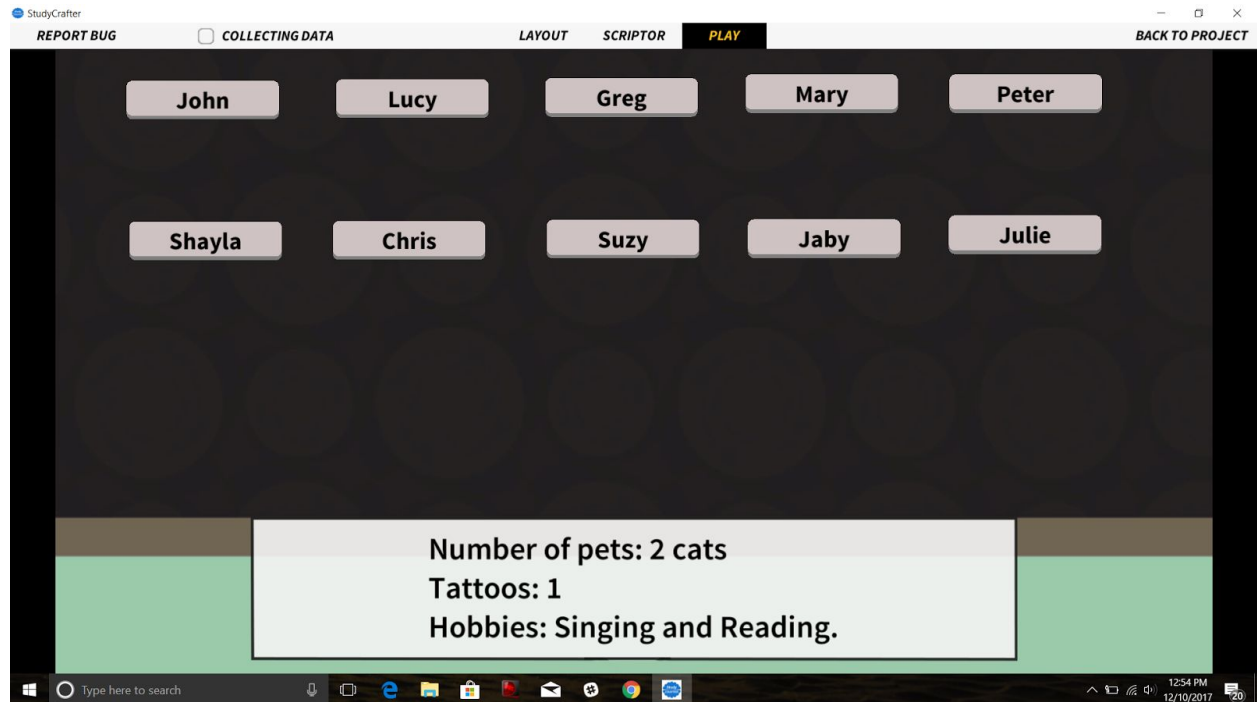 StudyCrafter
REPORT BUG COLLECTING DATA LAYOUT SCRIPTOR PLAY BACK TO PROJECT
John Lucy Greg Mary Peter
Shayla Chris Suzy Jaby Julie
Number of pets: 2 cats
Tattoos: 1
Hobbies: Singing and Reading.
Type here to search
12:54 PM
12/10/2017
20